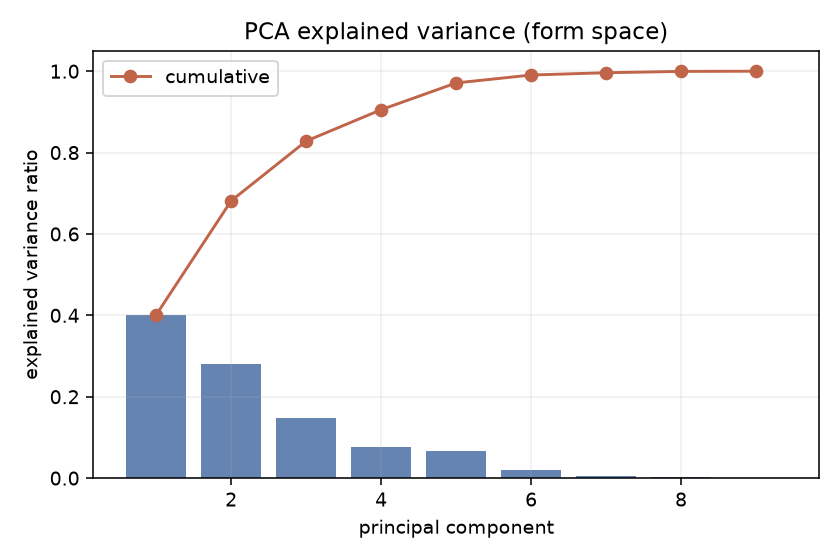 PCA explained variance (form space)
cumulative
explained variance ratio
1.0
0.8
0.6
0.4
0.2
0.0
2 4 6 8
principal component